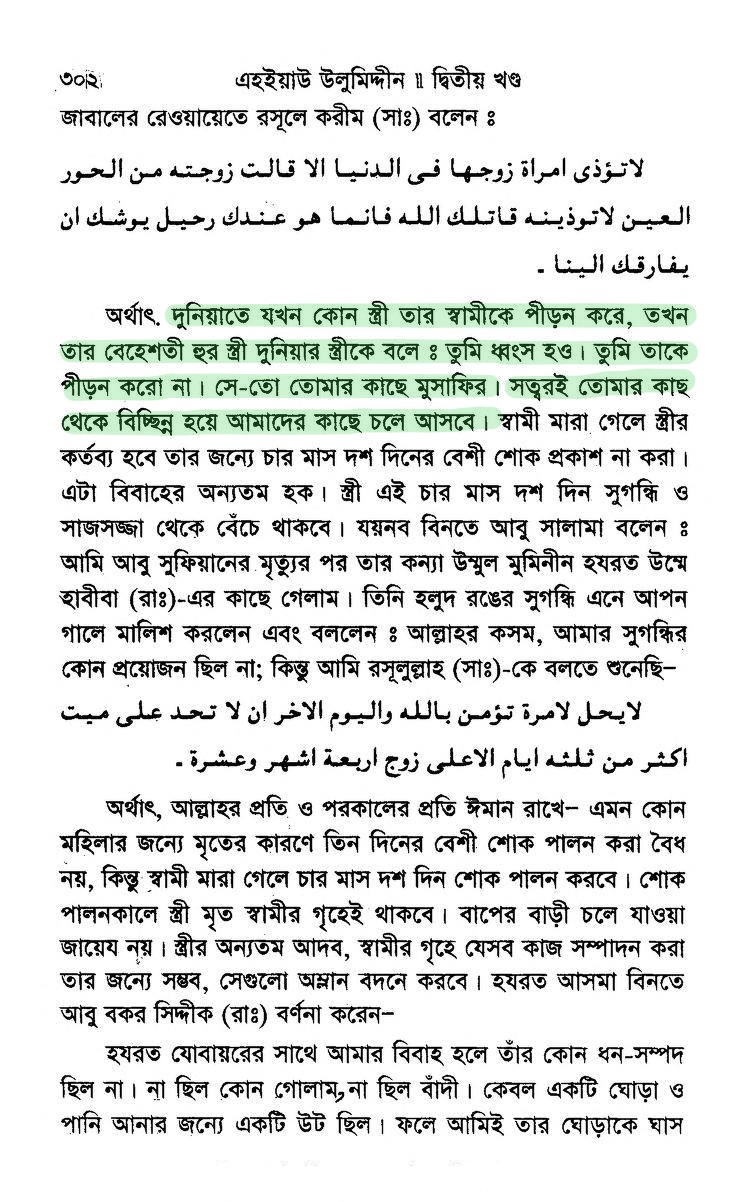 ৩০২ এহইয়াউ উলুমিদ্দীন ॥ দ্বিতীয় খণ্ড
জাবালের রেওয়ায়েতে রসূলে করীম (সাঃ) বলেন ঃ
لاتؤذى امراة زوجها فى الدنيا الا قالت زوجته من الحور
العين لاتوذينه قاتلك الله فانما هو عندك رحيل يوشك ان
يفارقك الينا ـ
অর্থাৎ. দুনিয়াতে যখন কোন স্ত্রী তার স্বামীকে পীড়ন করে, তখন
তার বেহেশতী হুর স্ত্রী দুনিয়ার স্ত্রীকে বলে ঃ তুমি ধ্বংস হও। তুমি তাকে
পীড়ন করো না। সে-তো তোমার কাছে মুসাফির। সত্বরই তোমার কাছ
থেকে বিচ্ছিন্ন হয়ে আমাদের কাছে চলে আসবে। স্বামী মারা গেলে স্ত্রীর
কর্তব্য হবে তার জন্যে চার মাস দশ দিনের বেশী শোক প্রকাশ না করা।
এটা বিবাহের অন্যতম হক। স্ত্রী এই চার মাস দশ দিন সুগন্ধি ও
সাজসজ্জা থেকে বেঁচে থাকবে। যয়নব বিনতে আবু সালামা বলেন ঃ
আমি আবু সুফিয়ানের মৃত্যুর পর তার কন্যা উম্মুল মুমিনীন হযরত উম্মে
হাবীবা (রাঃ)-এর কাছে গেলাম। তিনি হলুদ রঙের সুগন্ধি এনে আপন
গালে মালিশ করলেন এবং বললেন ঃ আল্লাহর কসম, আমার সুগন্ধির
কোন প্রয়োজন ছিল না; কিন্তু আমি রসূলুল্লাহ (সাঃ)-কে বলতে শুনেছি–
لايحل لامرة تؤمن بالله واليوم الاخر ان لا تحد على ميت
اكثر من ثلثه ايام الاعلى زوج اربعة اشهر وعشرة ـ
অর্থাৎ, আল্লাহর প্রতি ও পরকালের প্রতি ঈমান রাখে– এমন কোন
মহিলার জন্যে মৃতের কারণে তিন দিনের বেশী শোক পালন করা বৈধ
নয়, কিন্তু স্বামী মারা গেলে চার মাস দশ দিন শোক পালন করবে। শোক
পালনকালে স্ত্রী মৃত স্বামীর গৃহেই থাকবে। বাপের বাড়ী চলে যাওয়া
জায়েয নয়। স্ত্রীর অন্যতম আদব, স্বামীর গৃহে যেসব কাজ সম্পাদন করা
তার জন্যে সম্ভব, সেগুলো অম্লান বদনে করবে। হযরত আসমা বিনতে
আবু বকর সিদ্দীক (রাঃ) বর্ণনা করেন–
হযরত যোবায়রের সাথে আমার বিবাহ হলে তাঁর কোন ধন-সম্পদ
ছিল না। না ছিল কোন গোলাম, না ছিল বাঁদী। কেবল একটি ঘোড়া ও
পানি আনার জন্যে একটি উট ছিল। ফলে আমিই তার ঘোড়াকে ঘাস